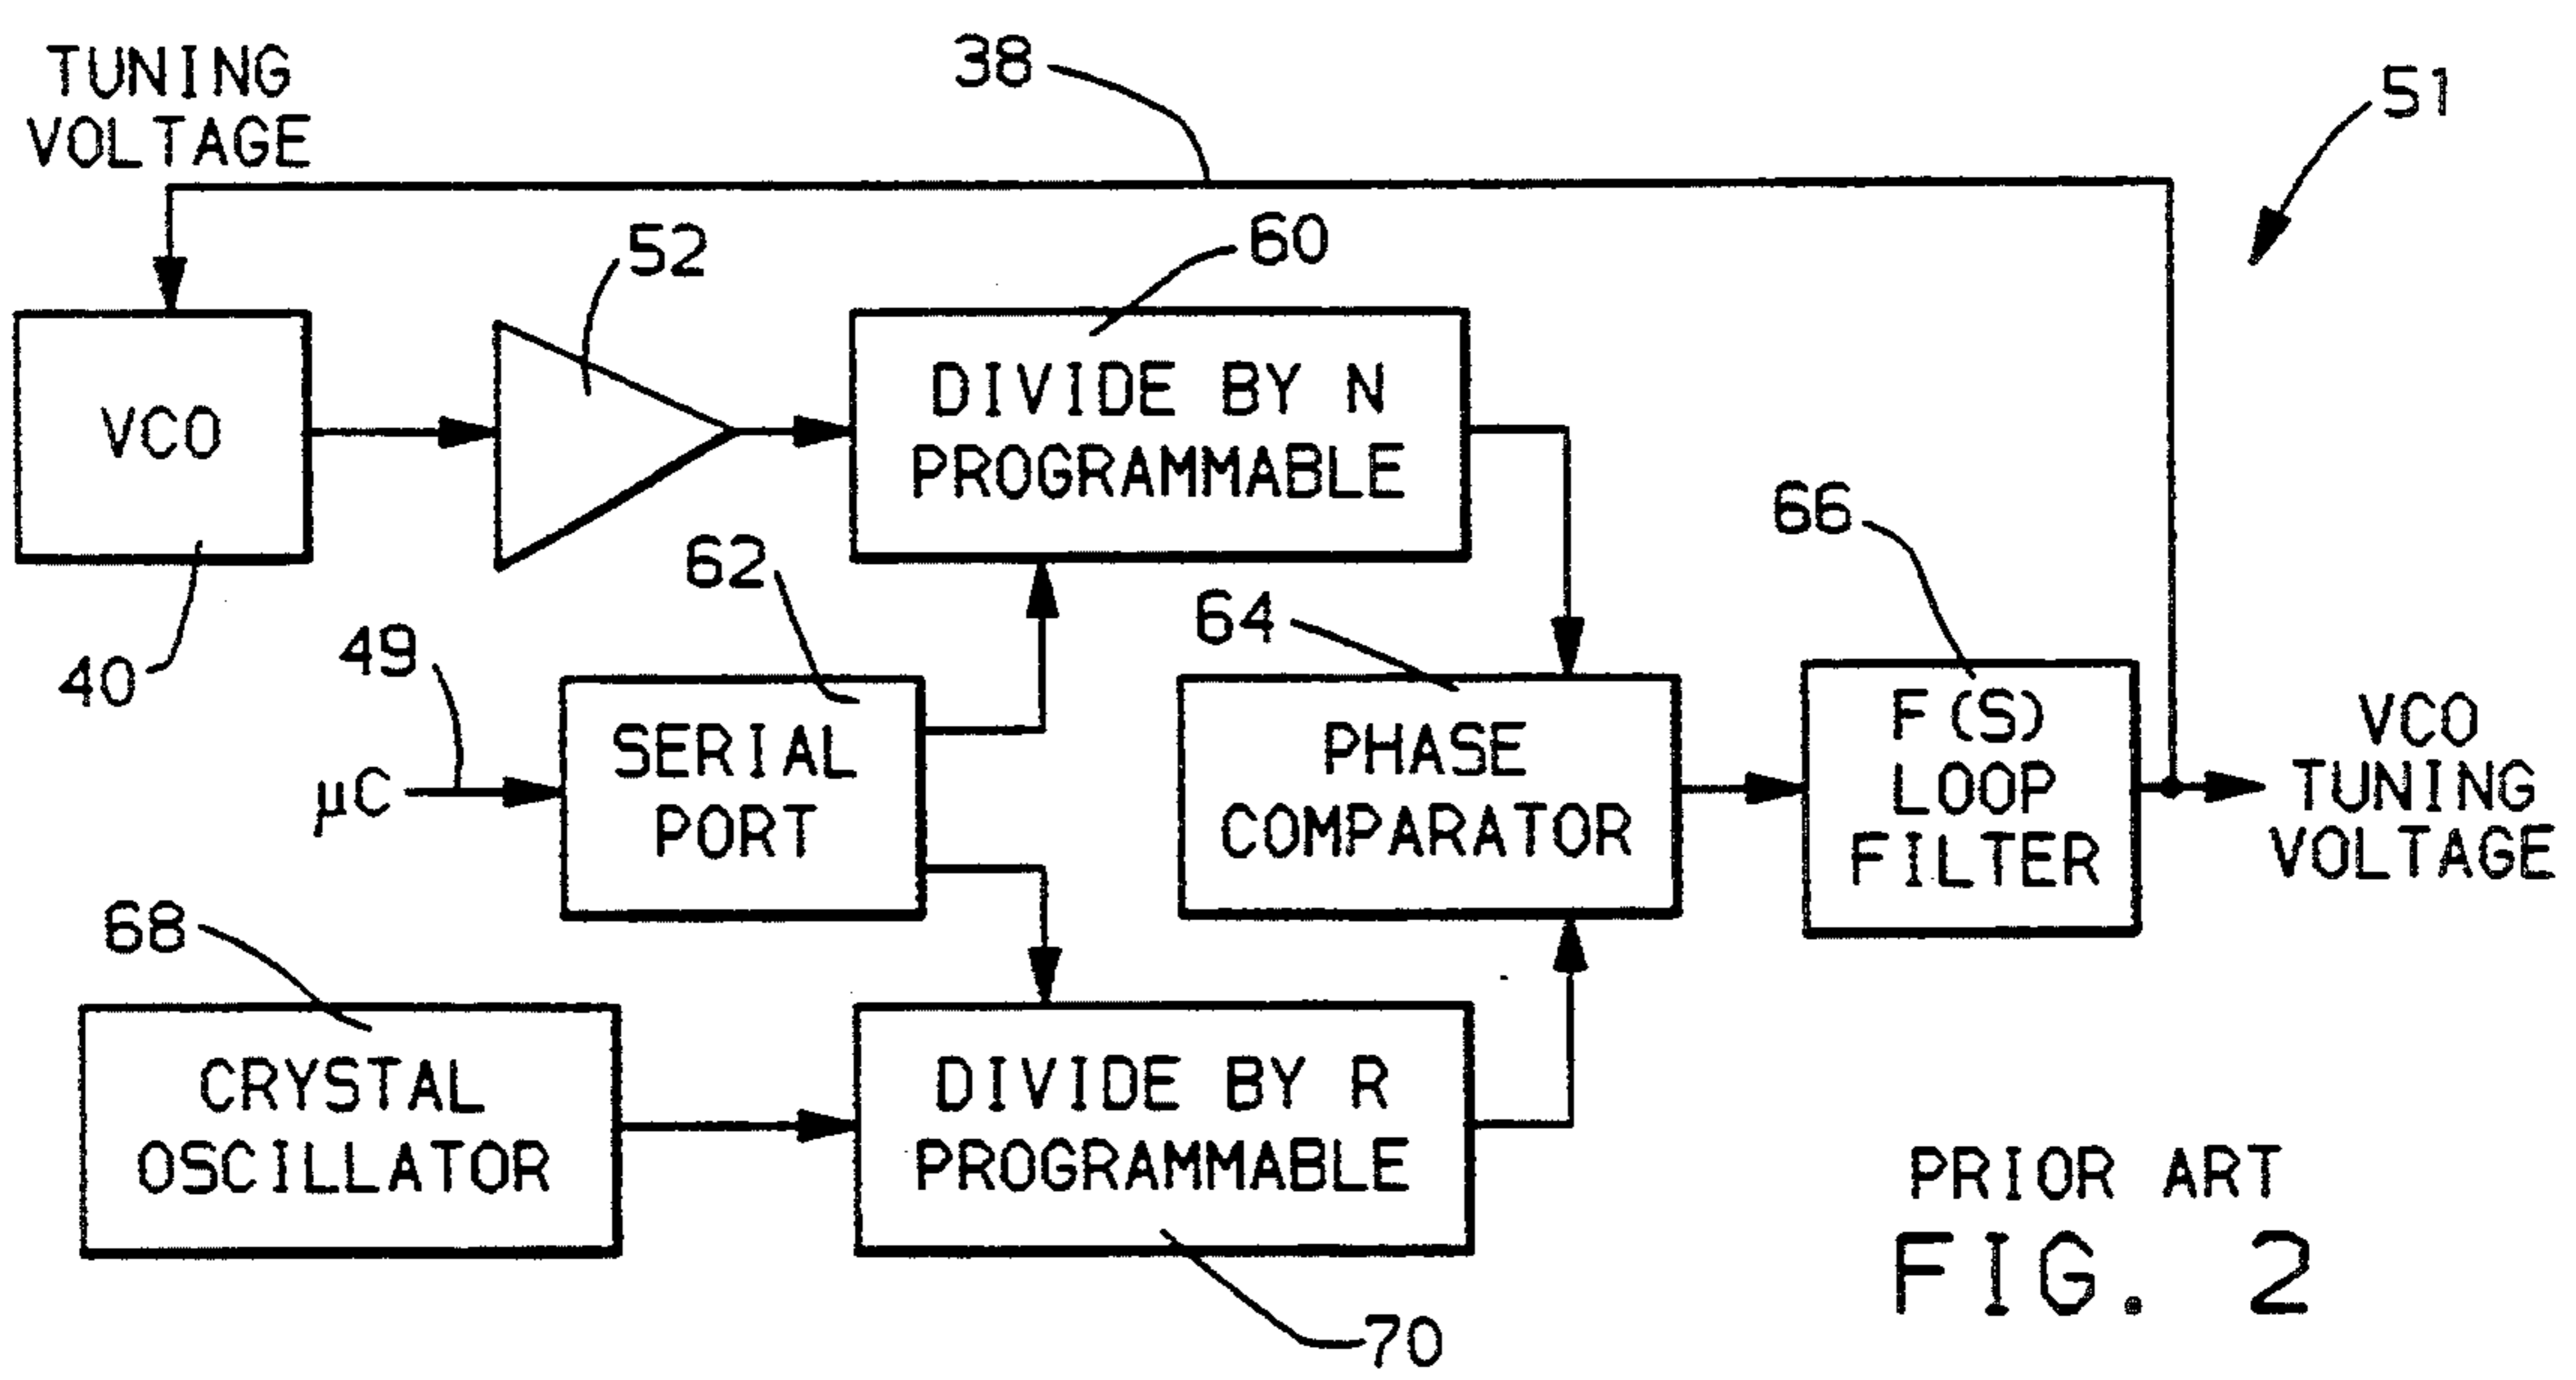 TUNING
VOLTAGE
38
51
52
60
VCO
DIVIDE BY N
PROGRAMMABLE
40
49
62
64
66
µC
SERIAL
PORT
PHASE
COMPARATOR
F(S)
LOOP
FILTER
VCO
TUNING
VOLTAGE
68
CRYSTAL
OSCILLATOR
DIVIDE BY R
PROGRAMMABLE
70
PRIOR ART
FIG. 2